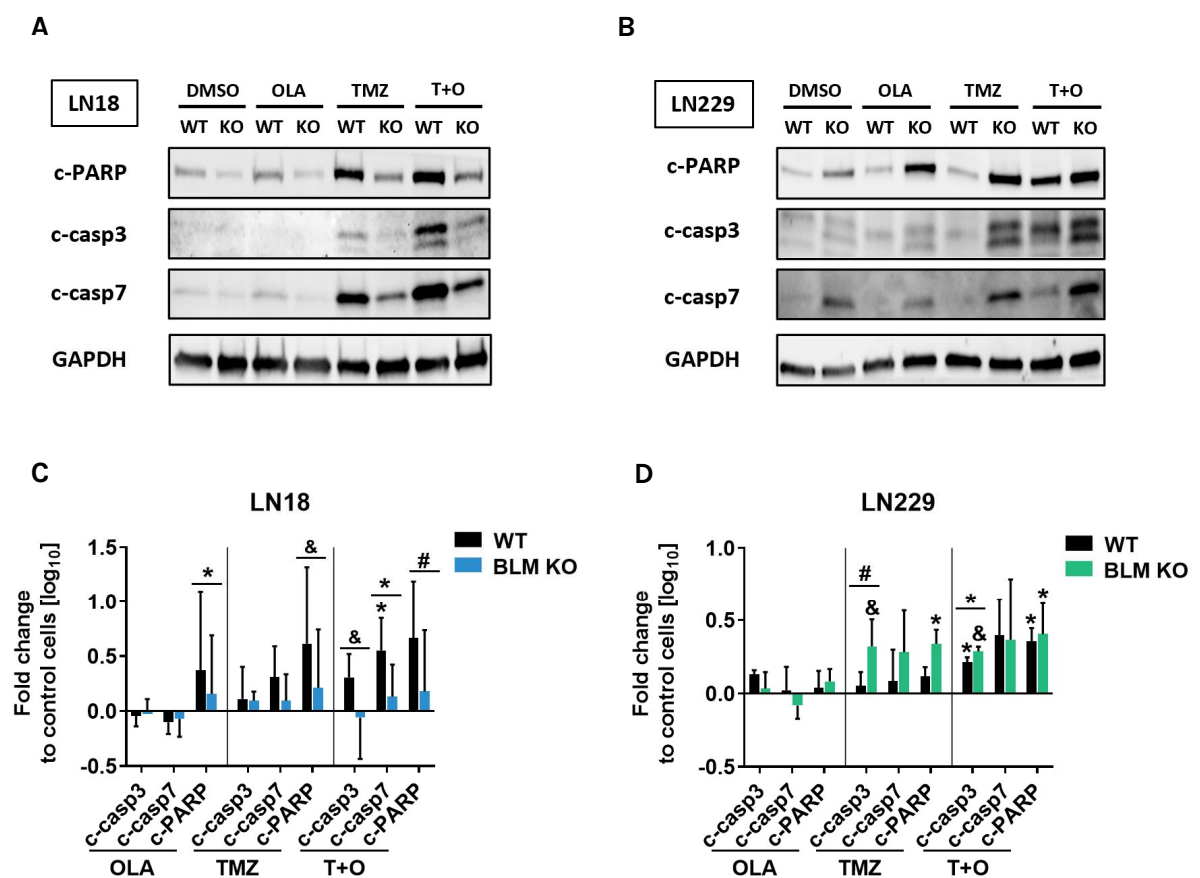 A
B
LN18
DMSO OLA TMZ T+O
WT KO WT KO WT KO WT KO
c-PARP
c-casp3
c-casp7
GAPDH
LN229
DMSO OLA TMZ T+O
WT KO WT KO WT KO WT KO
c-PARP
c-casp3
c-casp7
GAPDH
C
LN18
Fold change
to control cells [log10]
1.5
1.0
0.5
0.0
-0.5
* & & * * #
WT
BLM KO
c-casp3 c-casp7 c-PARP c-casp3 c-casp7 c-PARP c-casp3 c-casp7 c-PARP
OLA TMZ T+O
D
LN229
Fold change
to control cells [log10]
1.0
0.5
0.0
-0.5
# & * * * & * *
WT
BLM KO
c-casp3 c-casp7 c-PARP c-casp3 c-casp7 c-PARP c-casp3 c-casp7 c-PARP
OLA TMZ T+O